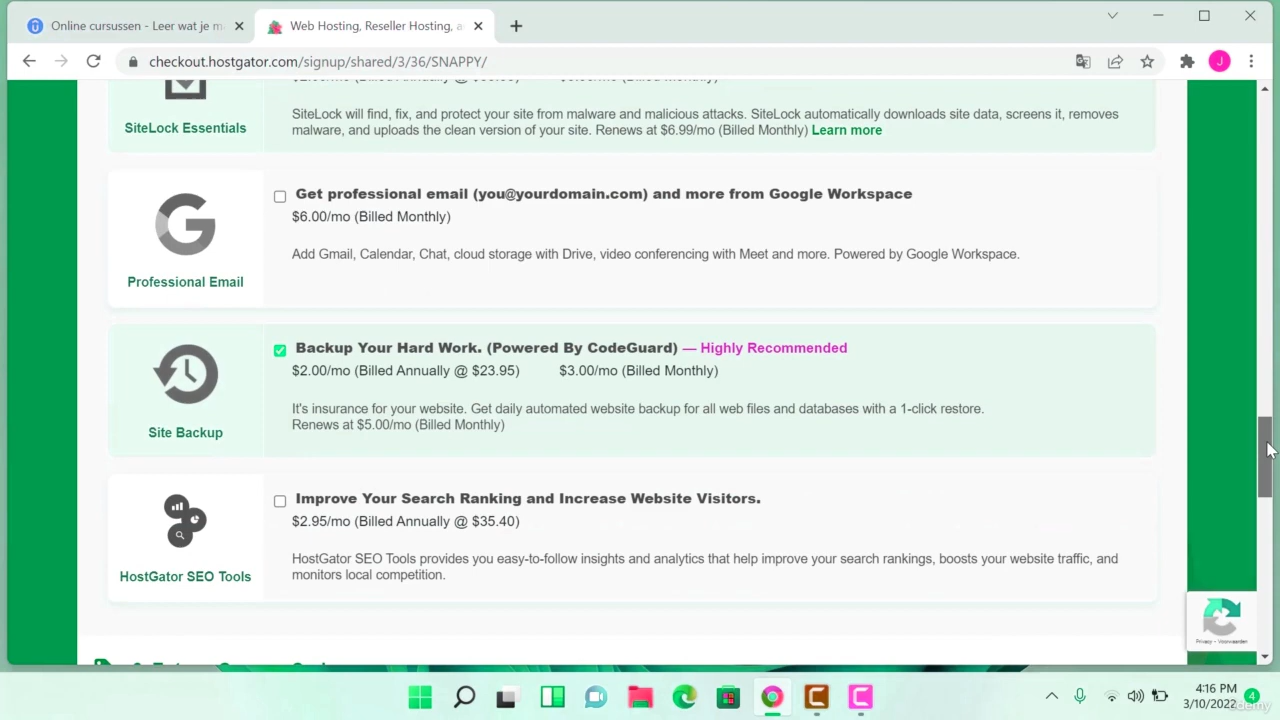 Online cursussen - Leer wat je m
Web Hosting, Reseller Hosting, a
checkout.hostgator.com/signup/shared/3/36/SNAPPY/
J
SiteLock Essentials
SiteLock will find, fix, and protect your site from malware and malicious attacks. SiteLock automatically downloads site data, screens it, removes
malware, and uploads the clean version of your site. Renews at $6.99/mo (Billed Monthly) Learn more
Get professional email (you@yourdomain.com) and more from Google Workspace
$6.00/mo (Billed Monthly)
Add Gmail, Calendar, Chat, cloud storage with Drive, video conferencing with Meet and more. Powered by Google Workspace.
Professional Email
Backup Your Hard Work. (Powered By CodeGuard) — Highly Recommended
$2.00/mo (Billed Annually @ $23.95) $3.00/mo (Billed Monthly)
It's insurance for your website. Get daily automated website backup for all web files and databases with a 1-click restore.
Renews at $5.00/mo (Billed Monthly)
Site Backup
Improve Your Search Ranking and Increase Website Visitors.
$2.95/mo (Billed Annually @ $35.40)
HostGator SEO Tools provides you easy-to-follow insights and analytics that help improve your search rankings, boosts your website traffic, and
monitors local competition.
HostGator SEO Tools
Privacy - Voorwaarden
4:16 PM
3/10/2022
4
udemy